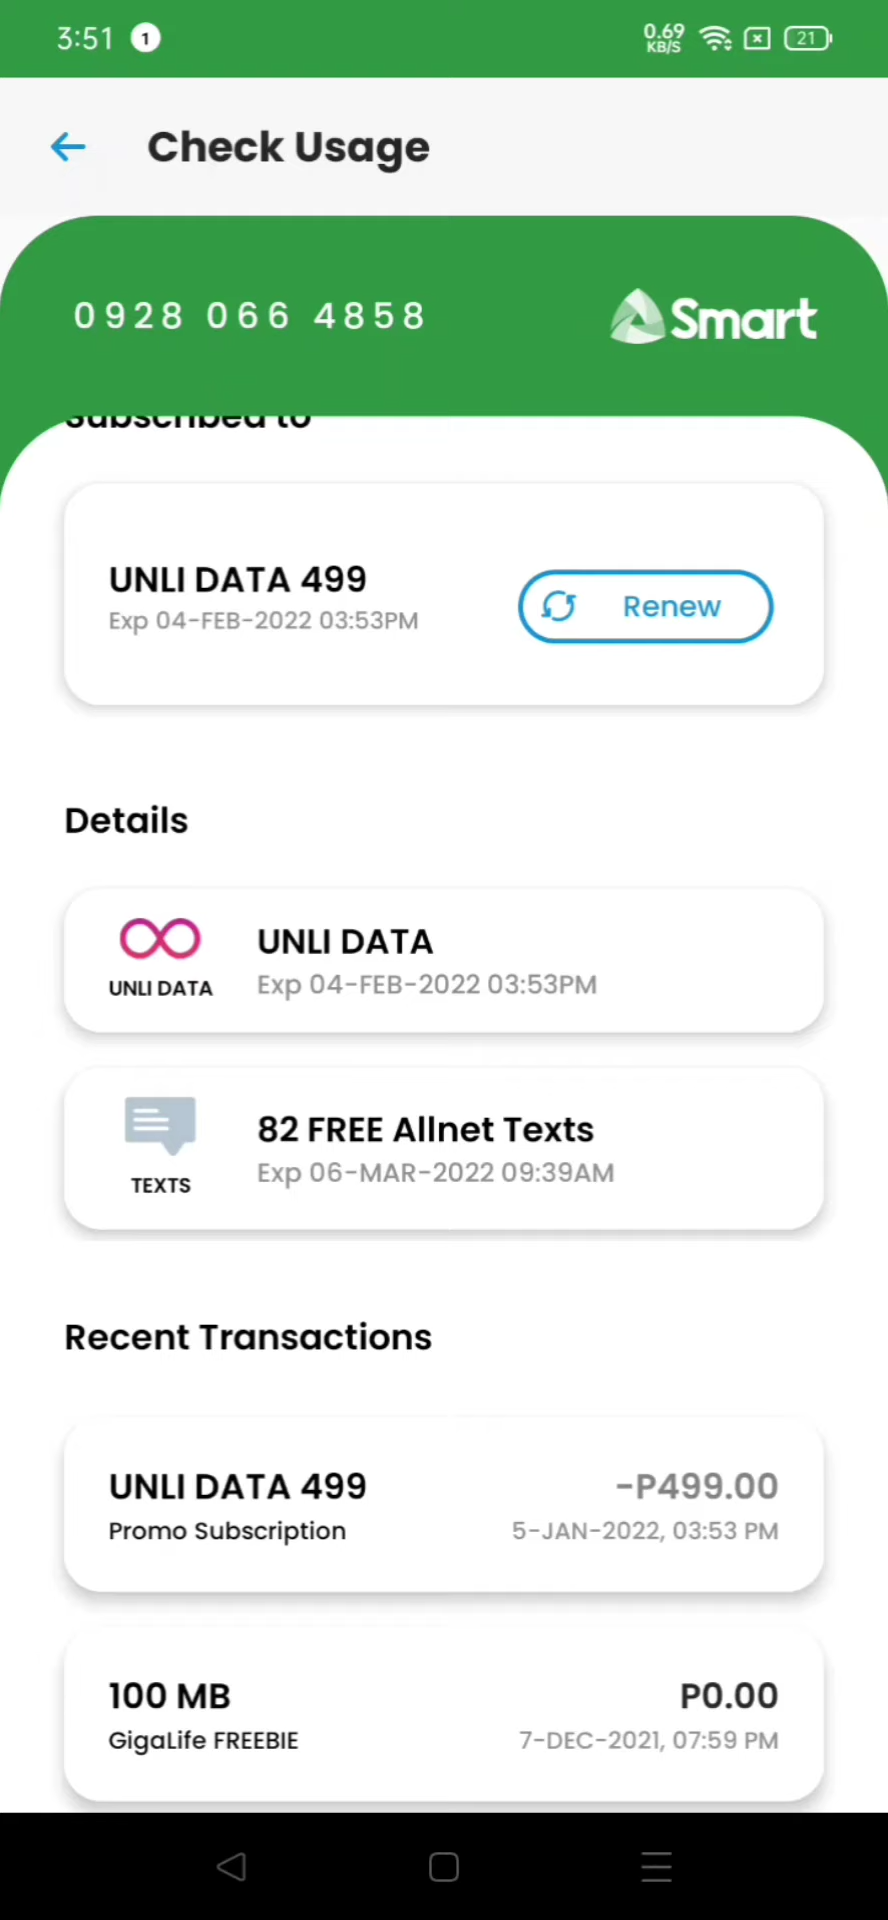 3:51 1 0.69 KB/S 21
Check Usage
0928 066 4858 Smart
Subscribed to
UNLI DATA 499
Exp 04-FEB-2022 03:53PM
Renew
Details
UNLI DATA
UNLI DATA
Exp 04-FEB-2022 03:53PM
TEXTS
82 FREE Allnet Texts
Exp 06-MAR-2022 09:39AM
Recent Transactions
UNLI DATA 499 -P499.00
Promo Subscription 5-JAN-2022, 03:53 PM
100 MB P0.00
GigaLife FREEBIE 7-DEC-2021, 07:59 PM